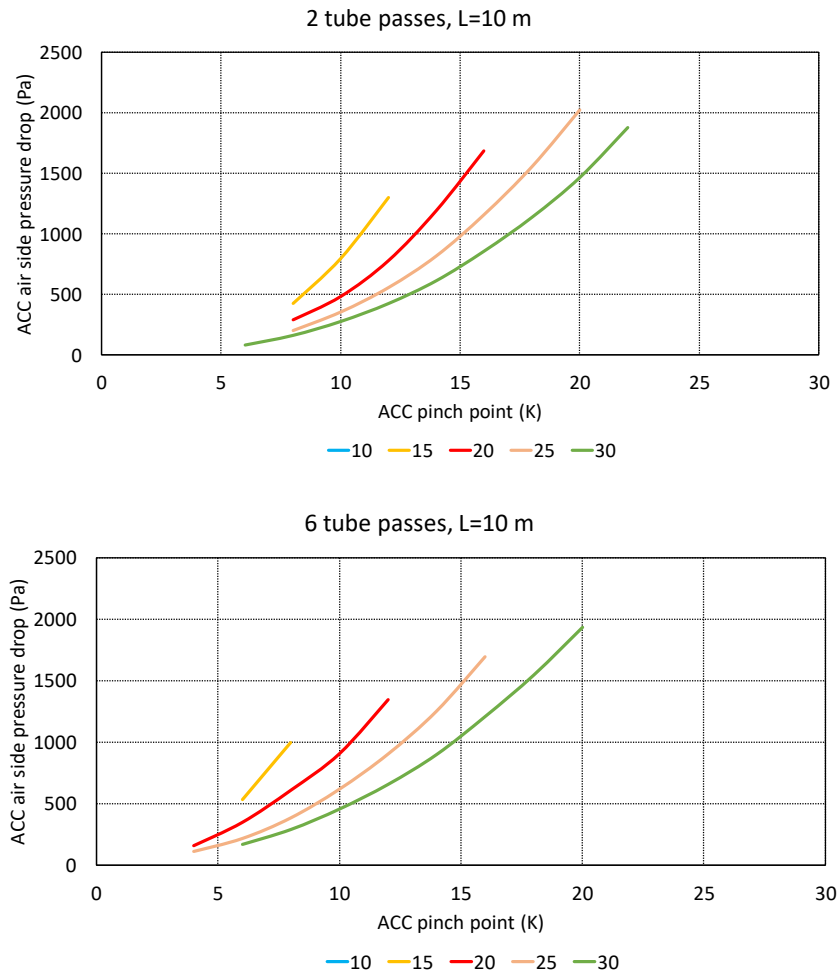 2 tube passes, L=10 m
ACC air side pressure drop (Pa)
2500
2000
1500
1000
500
0
0 5 10 15 20 25 30
ACC pinch point (K)
10 15 20 25 30
6 tube passes, L=10 m
ACC air side pressure drop (Pa)
2500
2000
1500
1000
500
0
0 5 10 15 20 25 30
ACC pinch point (K)
10 15 20 25 30